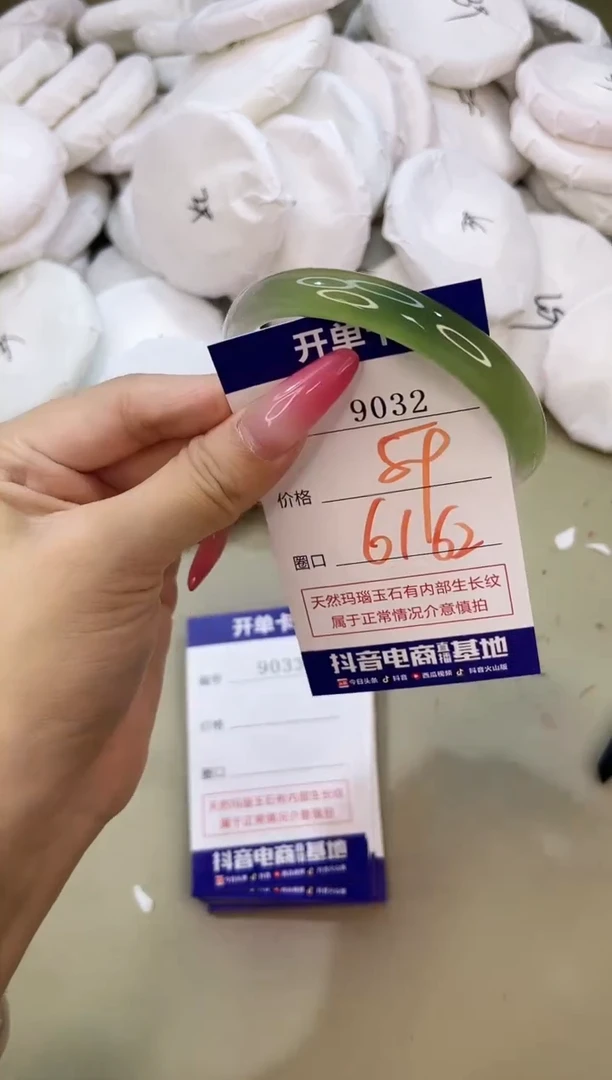 开单卡
9032
59
价格
6162
圈口
天然玛瑙玉石有内部生长纹
属于正常情况介意慎拍
抖音电商直播基地
今日头条 抖音 西瓜视频 抖音火山版
开单卡
编号 9033
价格
圈口
天然玛瑙玉石有内部生长纹
属于正常情况介意慎拍
抖音电商直播基地